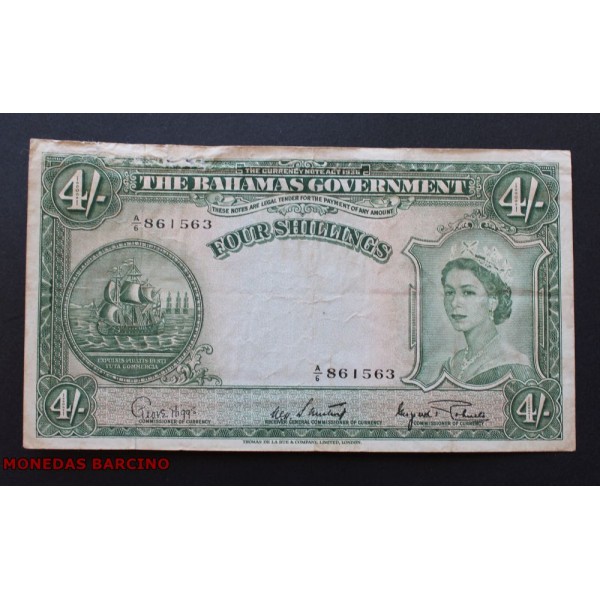 THE CURRENCY NOTE ACT 1936
4/- THE BAHAMAS GOVERNMENT 4/-
THESE NOTES ARE LEGAL TENDER FOR THE PAYMENT OF ANY AMOUNT
A/6 861563
FOUR SHILLINGS
EXPULSIS PIRATIS RESTI
TUTA COMMERCIA
A/6 861563
4/- 4/-
COMMISSIONER OF CURRENCY
RECEIVER GENERAL COMMISSIONER OF CURRENCY
COMMISSIONER OF CURRENCY
THOMAS DE LA RUE & COMPANY, LIMITED, LONDON.
MONEDAS BARCINO